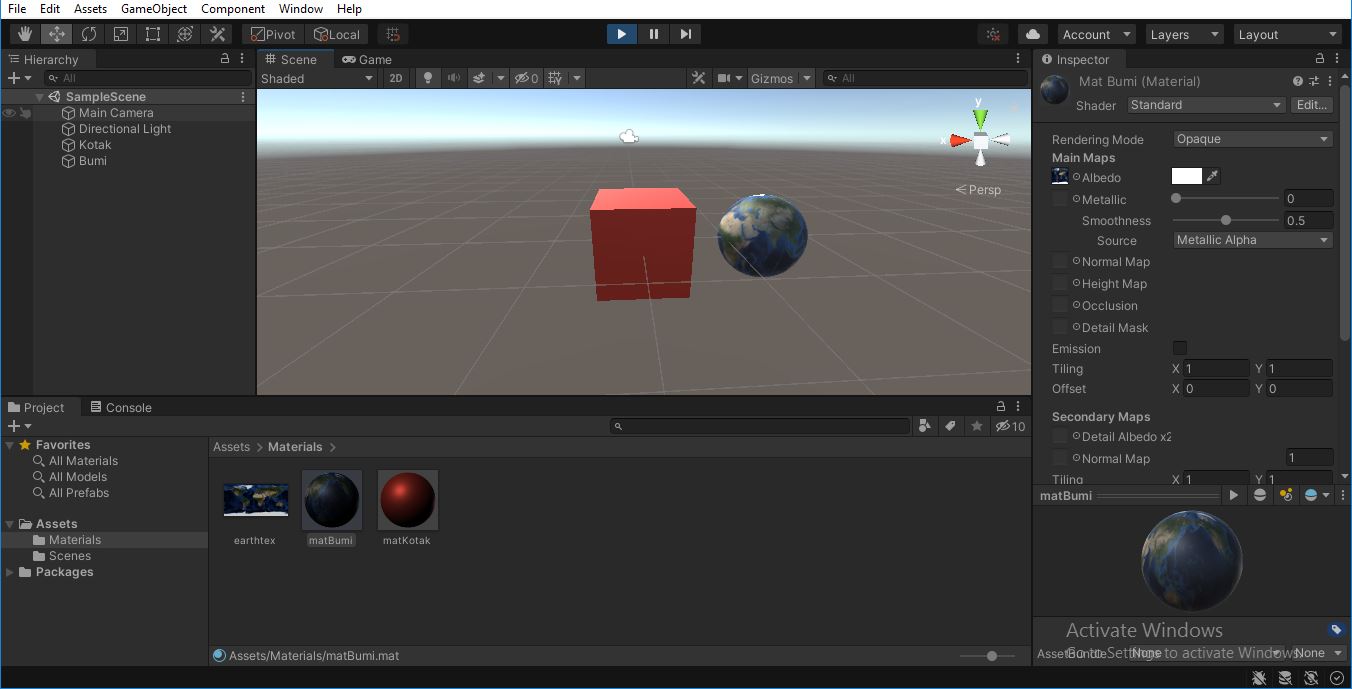 File Edit Assets GameObject Component Window Help
Pivot Local Account Layers Layout
Hierarchy
All
SampleScene
Main Camera
Directional Light
Kotak
Bumi
Scene Game
Shaded 2D 0 Gizmos All
y
x
Persp
Inspector
Mat Bumi (Material)
Shader Standard Edit...
Rendering Mode Opaque
Main Maps
Albedo
Metallic 0
Smoothness 0.5
Source Metallic Alpha
Normal Map
Height Map
Occlusion
Detail Mask
Emission
Tiling X 1 Y 1
Offset X 0 Y 0
Secondary Maps
Detail Albedo x2
Normal Map 1
Tiling X 1 Y 1
matBumi
Project Console
10
Favorites
All Materials
All Models
All Prefabs
Assets
Materials
Scenes
Packages
Assets > Materials >
earthtex matBumi matKotak
Assets/Materials/matBumi.mat
Activate Windows
Go to Settings to activate Windows.
AssetBundle None None